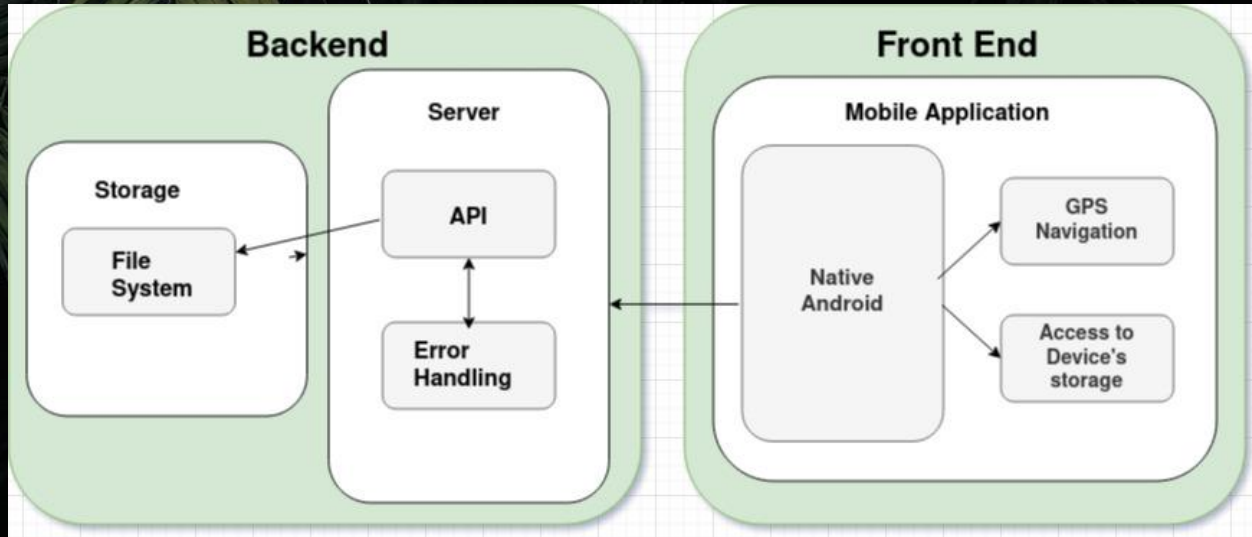 Backend
Server
Storage
API
File
System
Error
Handling
Front End
Mobile Application
Native
Android
GPS
Navigation
Access to
Device's
storage